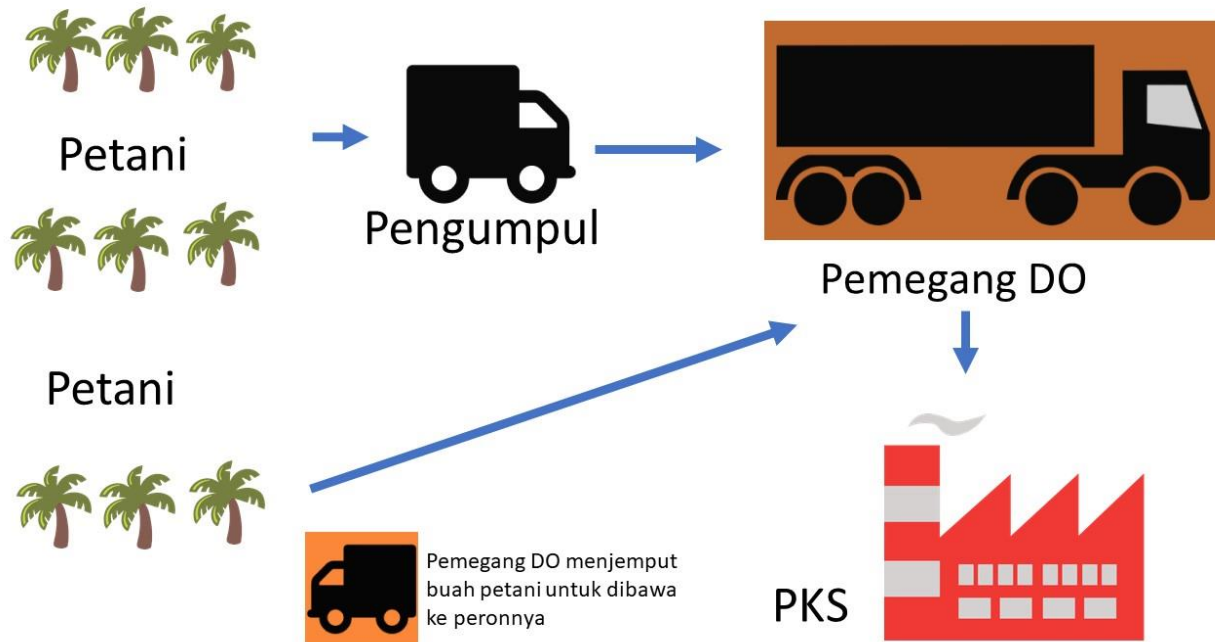 Petani
Pengumpul
Pemegang DO
Petani
Pemegang DO menjemput
buah petani untuk dibawa
ke peronnya
PKS